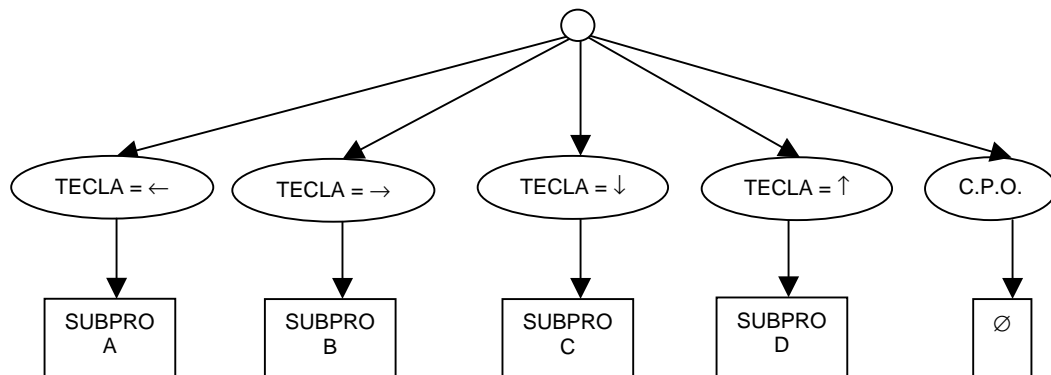 TECLA = ←
TECLA = →
TECLA = ↓
TECLA = ↑
C.P.O.
SUBPRO
A
SUBPRO
B
SUBPRO
C
SUBPRO
D
∅